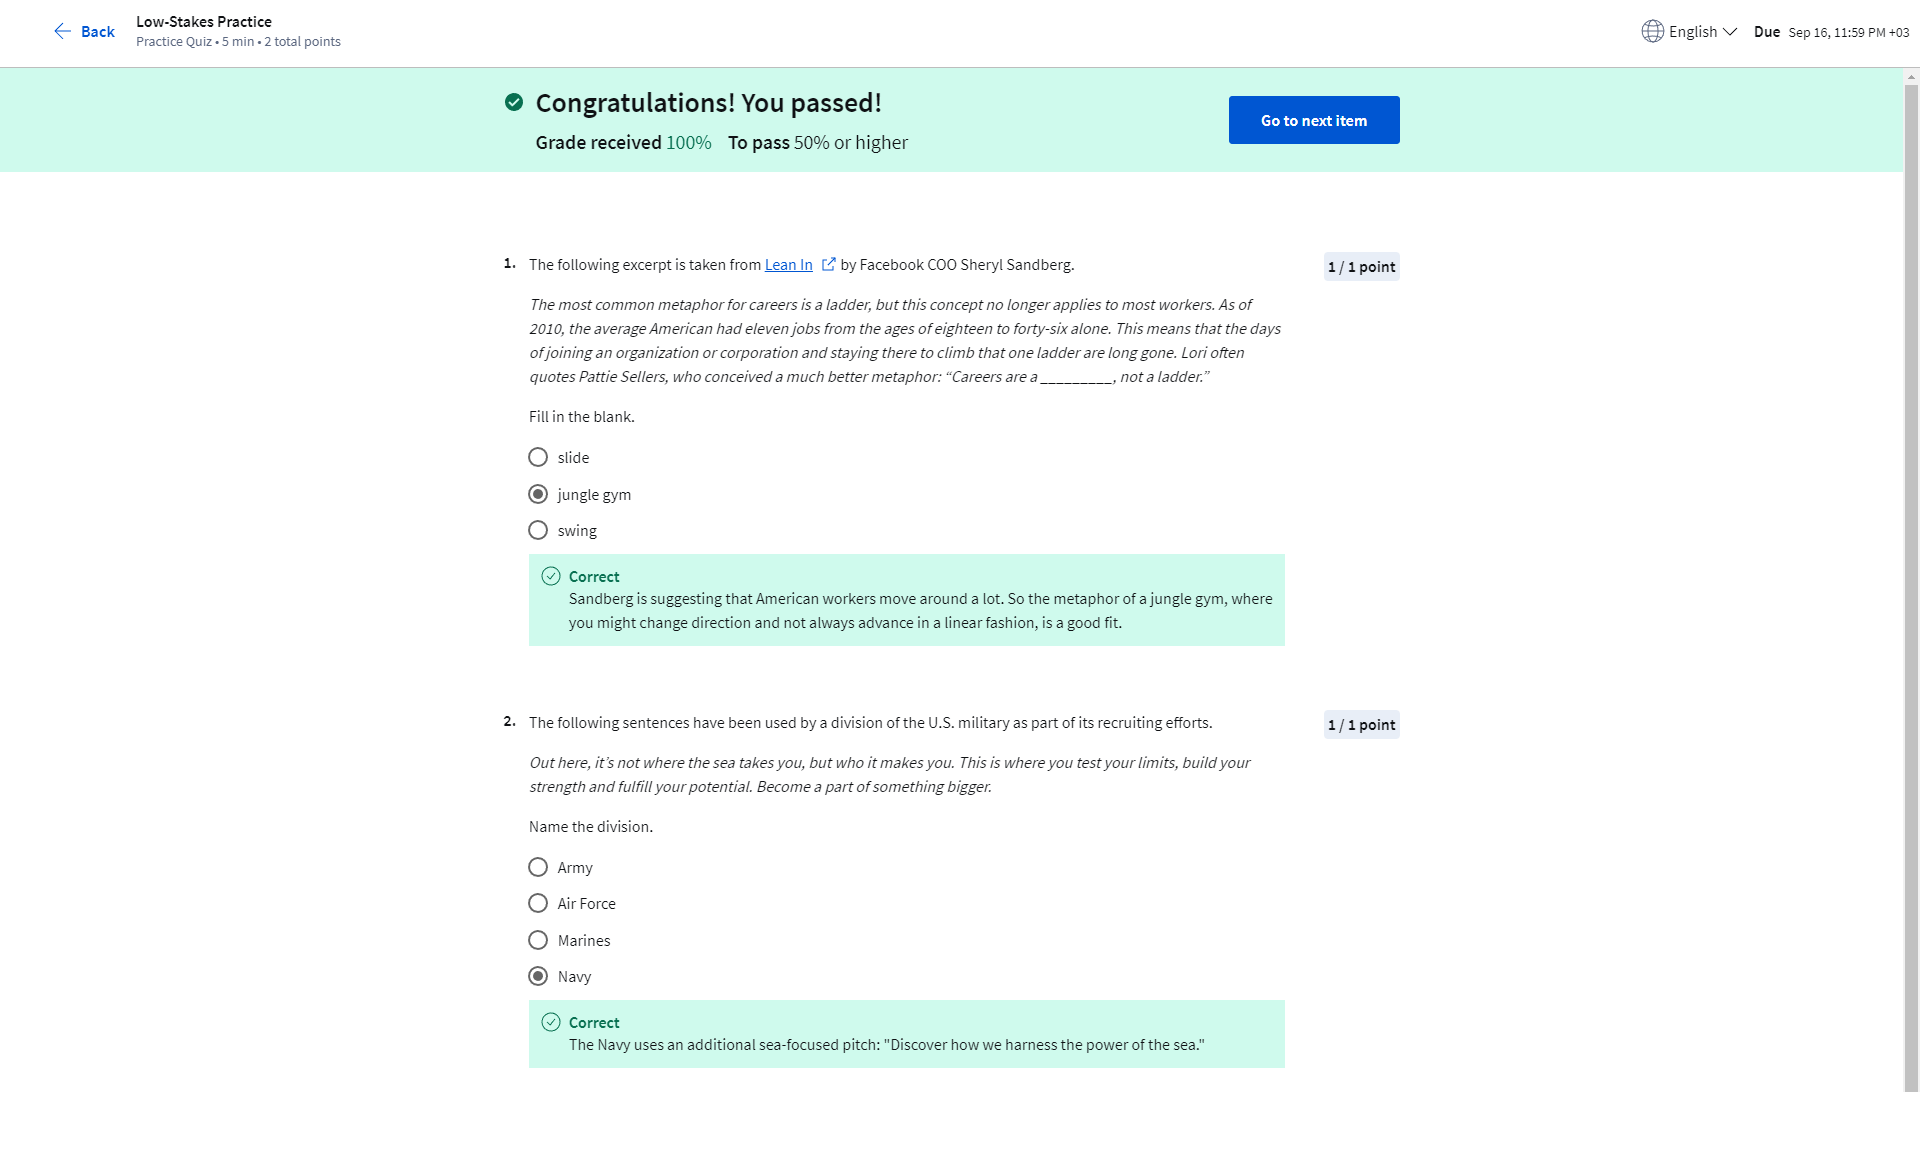 Back
Low-Stakes Practice
Practice Quiz • 5 min • 2 total points
English
Due Sep 16, 11:59 PM +03
Congratulations! You passed!
Grade received 100% To pass 50% or higher
Go to next item
1. The following excerpt is taken from Lean In by Facebook COO Sheryl Sandberg.
1 / 1 point
The most common metaphor for careers is a ladder, but this concept no longer applies to most workers. As of
2010, the average American had eleven jobs from the ages of eighteen to forty-six alone. This means that the days
of joining an organization or corporation and staying there to climb that one ladder are long gone. Lori often
quotes Pattie Sellers, who conceived a much better metaphor: “Careers are a _________, not a ladder.”
Fill in the blank.
slide
jungle gym
swing
Correct
Sandberg is suggesting that American workers move around a lot. So the metaphor of a jungle gym, where
you might change direction and not always advance in a linear fashion, is a good fit.
2. The following sentences have been used by a division of the U.S. military as part of its recruiting efforts.
1 / 1 point
Out here, it’s not where the sea takes you, but who it makes you. This is where you test your limits, build your
strength and fulfill your potential. Become a part of something bigger.
Name the division.
Army
Air Force
Marines
Navy
Correct
The Navy uses an additional sea-focused pitch: "Discover how we harness the power of the sea."